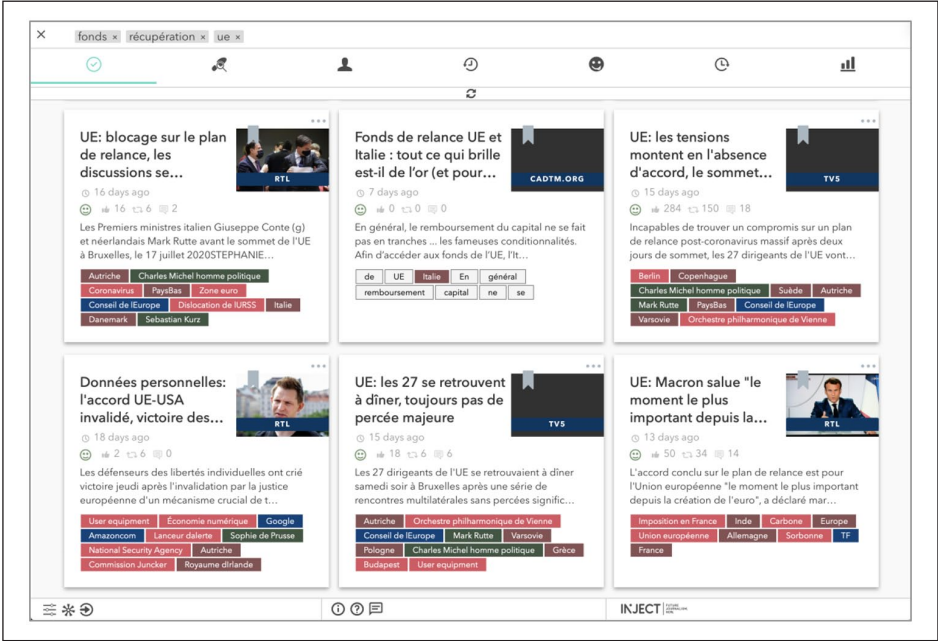 fonds × récupération × ue ×
UE: blocage sur le plan
de relance, les
discussions se...
RTL
16 days ago
16 6 2
Les Premiers ministres italien Giuseppe Conte (g)
et néerlandais Mark Rutte avant le sommet de l'UE
à Bruxelles, le 17 juillet 2020STEPHANIE...
Autriche Charles Michel homme politique
Coronavirus PaysBas Zone euro
Conseil de lEurope Dislocation de lURSS Italie
Danemark Sebastian Kurz
Fonds de relance UE et
Italie : tout ce qui brille
est-il de l'or (et pour...
CADTM.ORG
7 days ago
0 0 0
En général, le remboursement du capital ne se fait
pas en tranches ... les fameuses conditionnalités.
Afin d'accéder aux fonds de l'UE, l'It...
de UE Italie En général
remboursement capital ne se
UE: les tensions
montent en l'absence
d'accord, le sommet...
TV5
15 days ago
284 150 18
Incapables de trouver un compromis sur un plan
de relance post-coronavirus massif après deux
jours de sommet, les 27 dirigeants de l'UE vont...
Berlin Copenhague
Charles Michel homme politique Suède Autriche
Mark Rutte PaysBas Conseil de lEurope
Varsovie Orchestre philharmonique de Vienne
Données personnelles:
l'accord UE-USA
invalidé, victoire des...
RTL
18 days ago
2 6 0
Les défenseurs des libertés individuelles ont crié
victoire jeudi après l'invalidation par la justice
européenne d'un mécanisme crucial de t...
User equipment Économie numérique Google
Amazoncom Lanceur dalerte Sophie de Prusse
National Security Agency Autriche
Commission Juncker Royaume dIrlande
UE: les 27 se retrouvent
à dîner, toujours pas de
percée majeure
TV5
15 days ago
18 6 6
Les 27 dirigeants de l'UE se retrouvaient à dîner
samedi soir à Bruxelles après une série de
rencontres multilatérales sans percées signific...
Autriche Orchestre philharmonique de Vienne
Conseil de lEurope Mark Rutte Varsovie
Pologne Charles Michel homme politique Grèce
Budapest User equipment
UE: Macron salue "le
moment le plus
important depuis la...
RTL
13 days ago
50 34 14
L'accord conclu sur le plan de relance est pour
l'Union européenne "le moment le plus important
depuis la création de l'euro", a déclaré mar...
Imposition en France Inde Carbone Europe
Union européenne Allemagne Sorbonne TF
France
INJECT